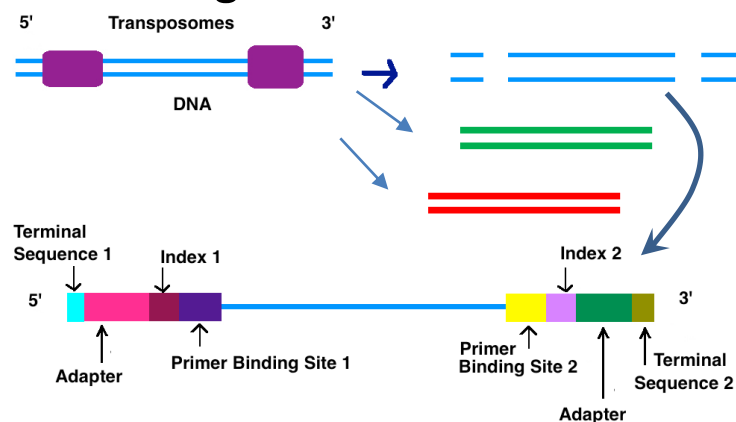 5'
Transposomes
3'
DNA
Terminal
Sequence 1
Index 1
Index 2
5'
3'
Adapter
Primer Binding Site 1
Primer
Binding Site 2
Terminal
Sequence 2
Adapter